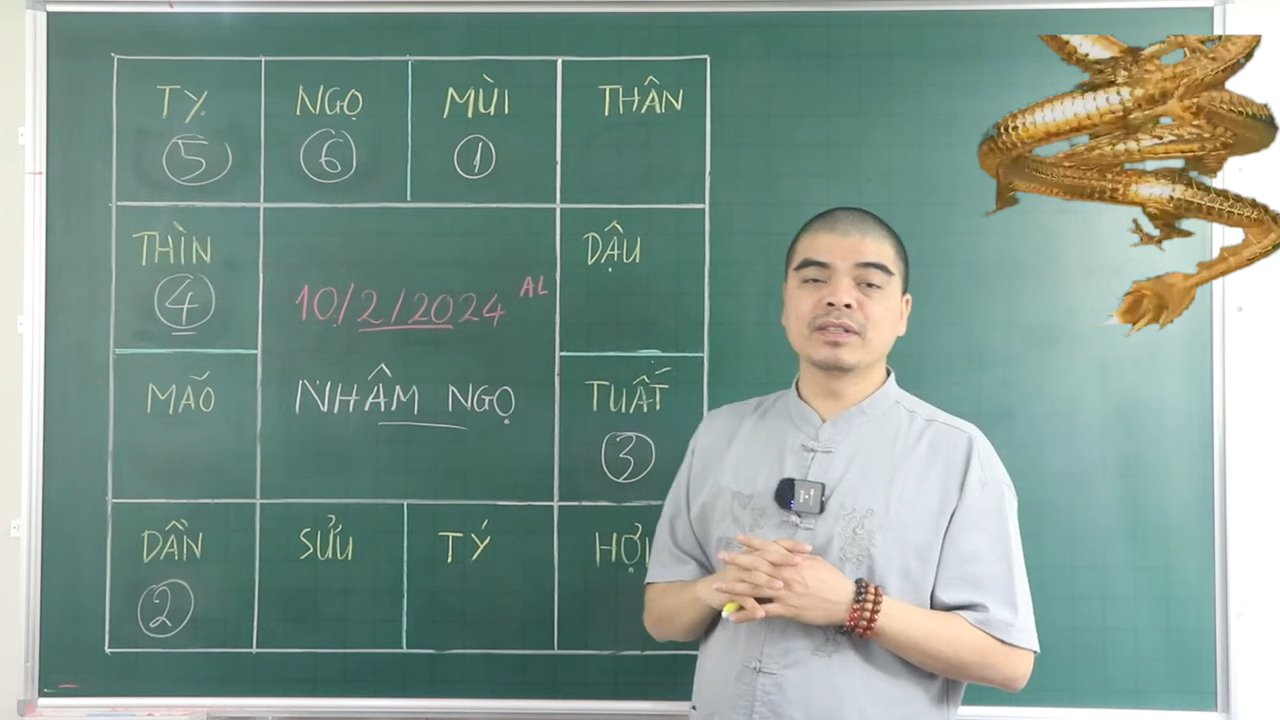 TỴ
5
NGỌ
6
MÙI
1
THÂN
THÌN
4
DẬU
10/2/2024 AL
MÃO
NHÂM NGỌ
TUẤT
3
DẦN
2
SỬU
TÝ
HỢI